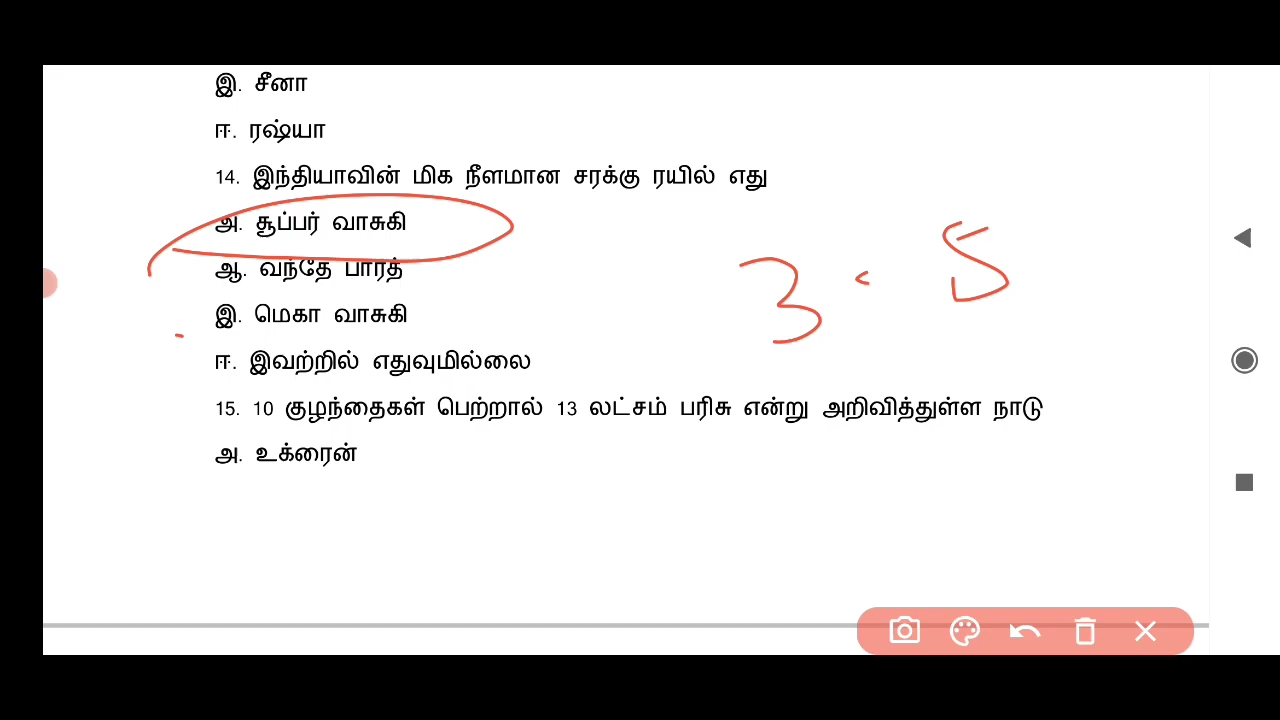 இ. சீனா
ஈ. ரஷ்யா
14. இந்தியாவின் மிக நீளமான சரக்கு ரயில் எது
அ. சூப்பர் வாசுகி
ஆ. வந்தே பாரத்
3. 5
இ. மெகா வாசுகி
ஈ. இவற்றில் எதுவுமில்லை
15. 10 குழந்தைகள் பெற்றால் 13 லட்சம் பரிசு என்று அறிவித்துள்ள நாடு
அ. உக்ரைன்